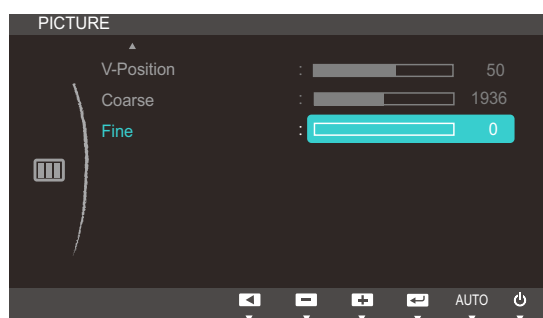 PICTURE
V-Position : 50
Coarse : 1936
Fine : 0
AUTO